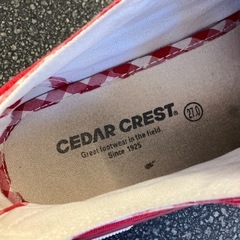 CEDAR CREST®
27.0
Great footwear in the field.
Since 1925